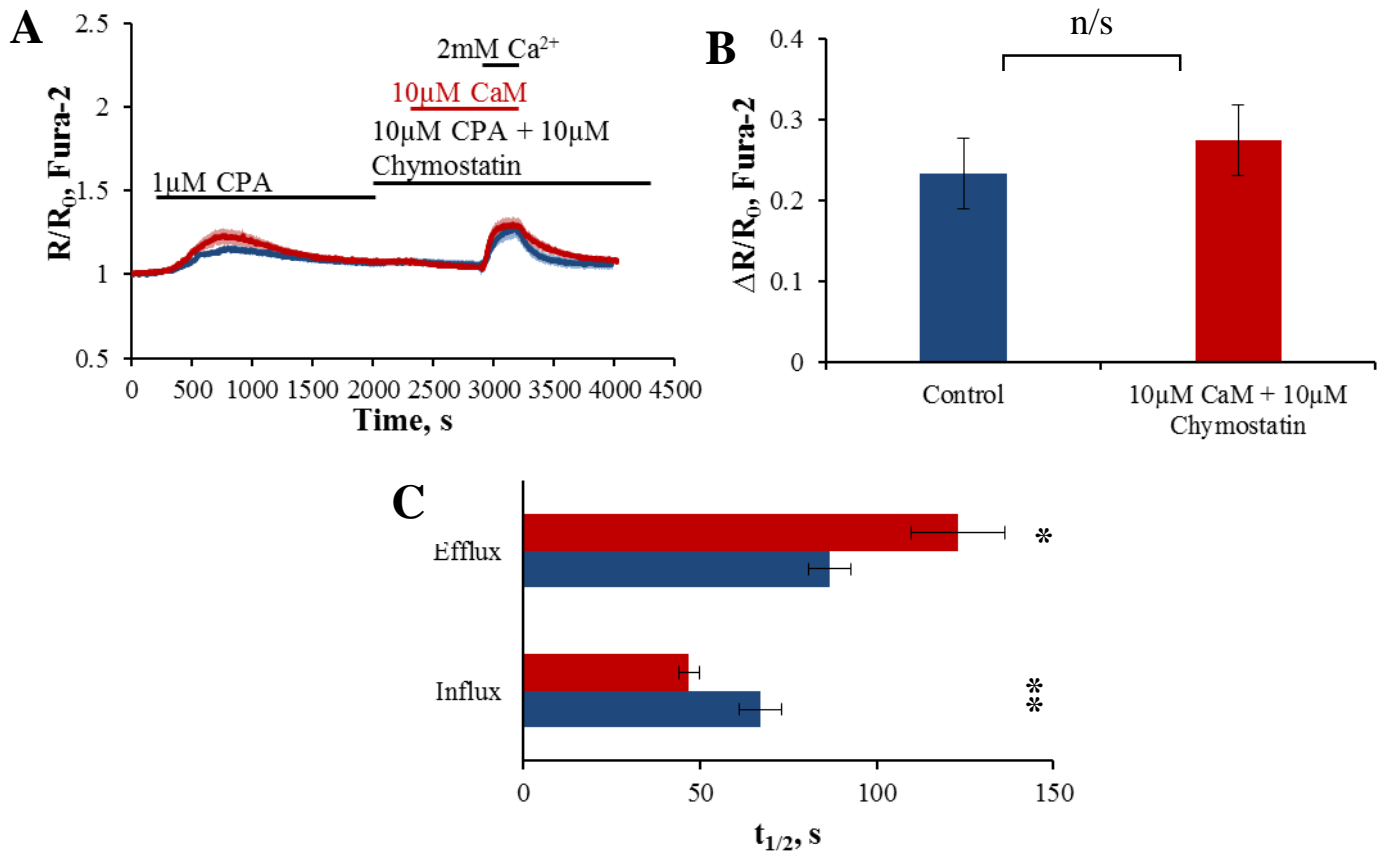 A
R/R₀, Fura-2
2.5
2
1.5
1
0.5
2mM Ca²⁺
10μM CaM
10μM CPA + 10μM
Chymostatin
1μM CPA
0 500 1000 1500 2000 2500 3000 3500 4000 4500
Time, s
B
n/s
ΔR/R₀, Fura-2
0.4
0.3
0.2
0.1
0
Control
10μM CaM + 10μM
Chymostatin
C
Efflux
*
Influx
**
0 50 100 150
t₁/₂, s